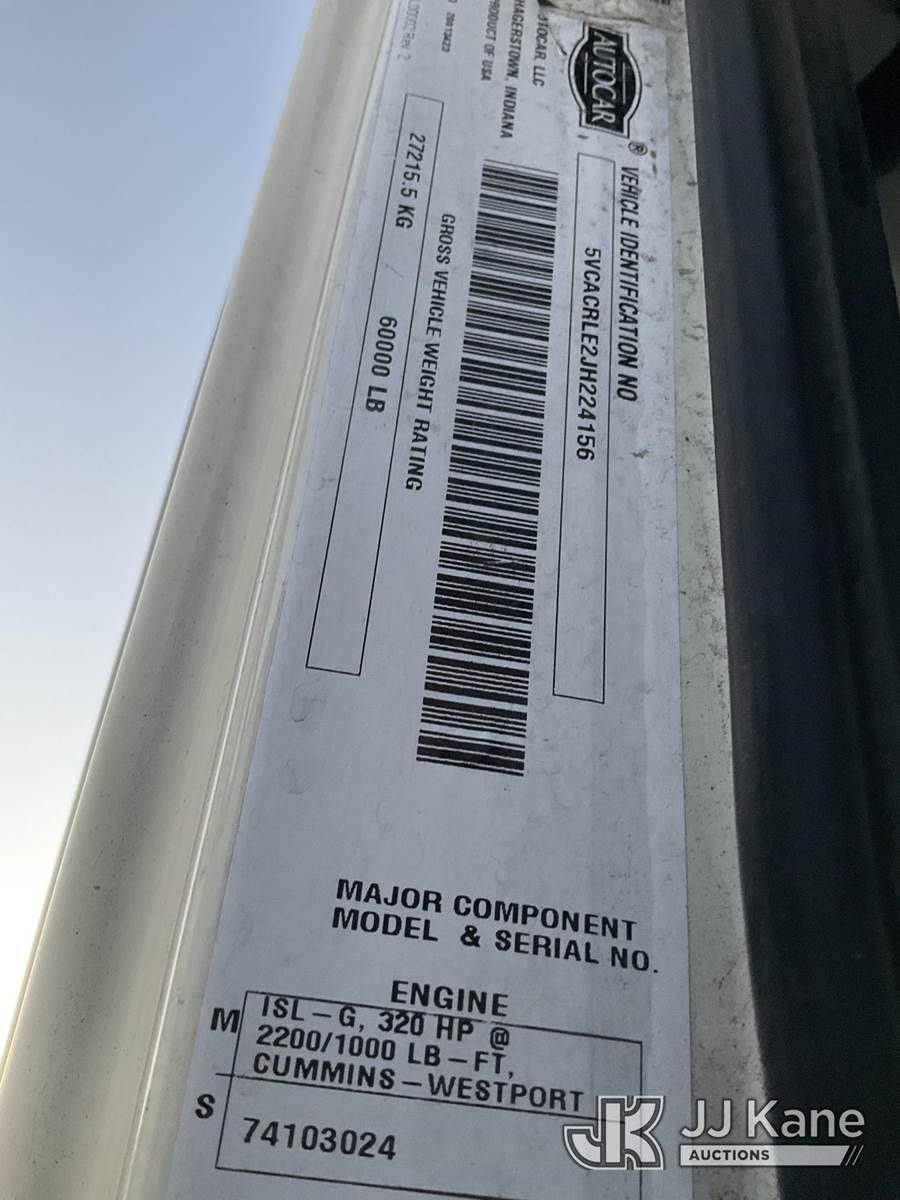 AUTOCAR ®
HAGERSTOWN, INDIANA
PRODUCT OF USA
VEHICLE IDENTIFICATION NO
5VCACRLE2JH224156
GROSS VEHICLE WEIGHT RATING
27215.5 KG / 60000 LB
MAJOR COMPONENT
MODEL & SERIAL NO.
ENGINE
M
ISL-G, 320 HP @
2200/1000 LB-FT,
CUMMINS-WESTPORT
S
74103024
JK JJ Kane
AUCTIONS